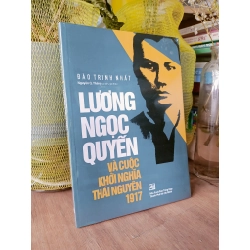 ĐÀO TRINH NHẤT
LƯƠNG
NGỌC
QUYẾN
VÀ CUỘC
KHỞI NGHĨA
THÁI NGUYÊN
1917